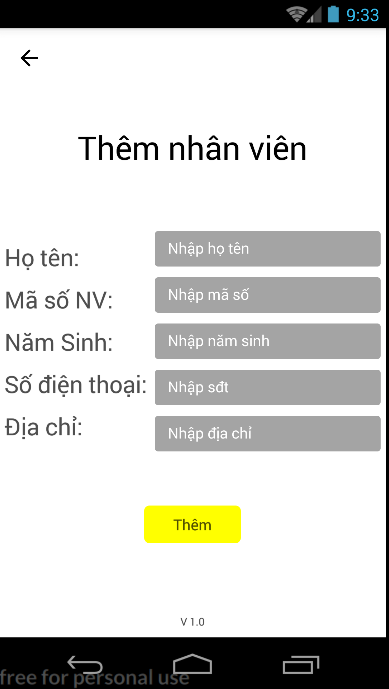 9:33
Thêm nhân viên
Họ tên: Nhập họ tên
Mã số NV: Nhập mã số
Năm Sinh: Nhập năm sinh
Số điện thoại: Nhập sđt
Địa chỉ: Nhập địa chỉ
Thêm
V 1.0
free for personal use